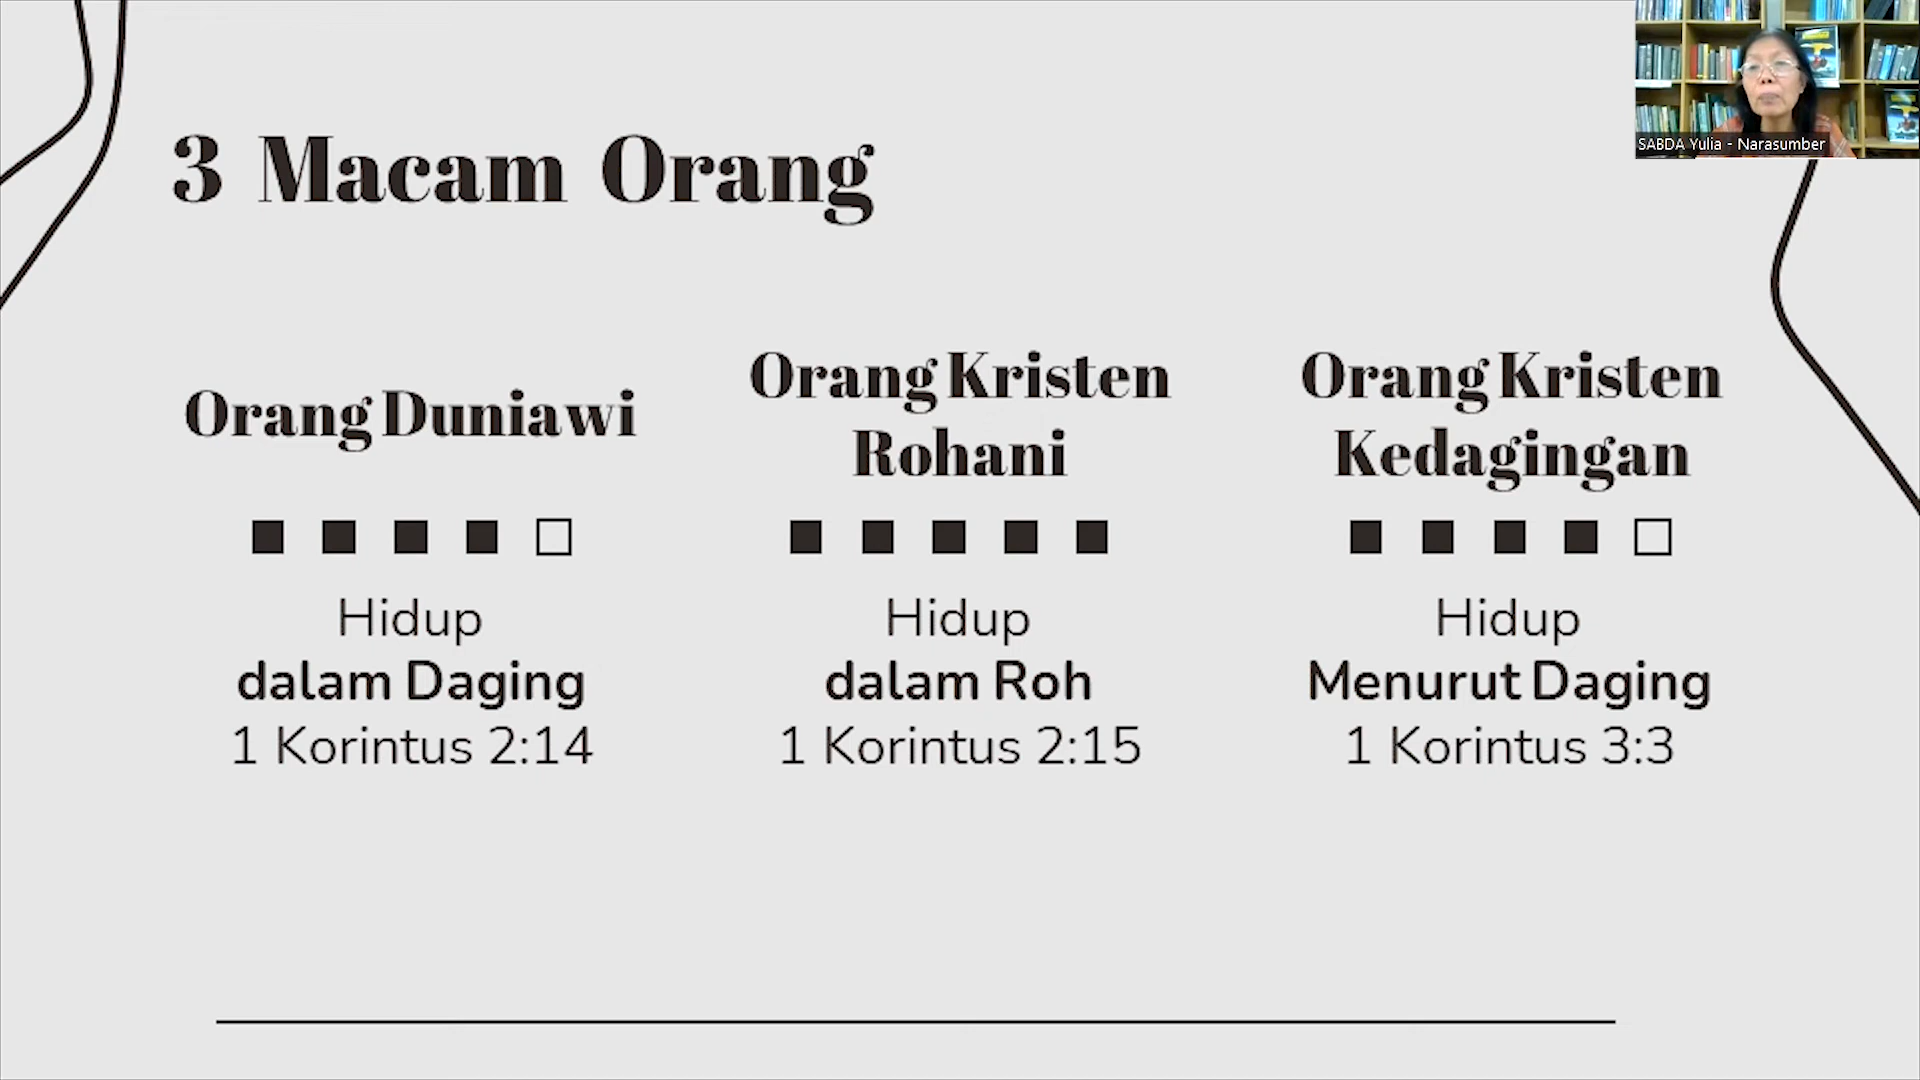 3 Macam Orang
SABDA Yulia - Narasumber
Orang Duniawi
Hidup
dalam Daging
1 Korintus 2:14
Orang Kristen
Rohani
Hidup
dalam Roh
1 Korintus 2:15
Orang Kristen
Kedagingan
Hidup
Menurut Daging
1 Korintus 3:3